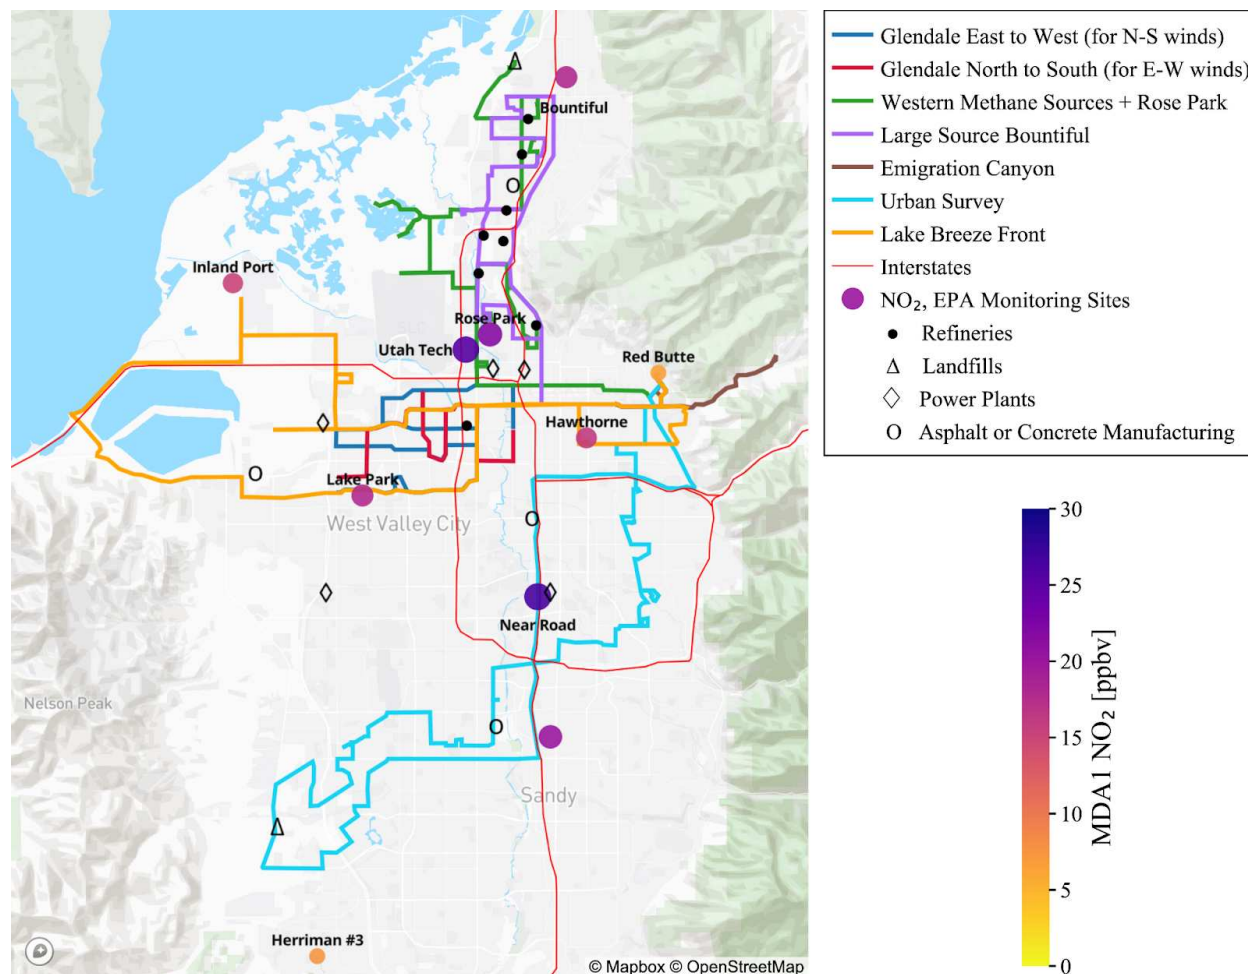 Bountiful
Inland Port
Rose Park
Utah Tech
Red Butte
Hawthorne
Lake Park
West Valley City
Near Road
Nelson Peak
Sandy
Herriman #3
© Mapbox © OpenStreetMap
Glendale East to West (for N-S winds)
Glendale North to South (for E-W winds)
Western Methane Sources + Rose Park
Large Source Bountiful
Emigration Canyon
Urban Survey
Lake Breeze Front
Interstates
NO₂, EPA Monitoring Sites
Refineries
Landfills
Power Plants
Asphalt or Concrete Manufacturing
30
25
20
15
10
5
0
MDA1 NO₂ [ppbv]